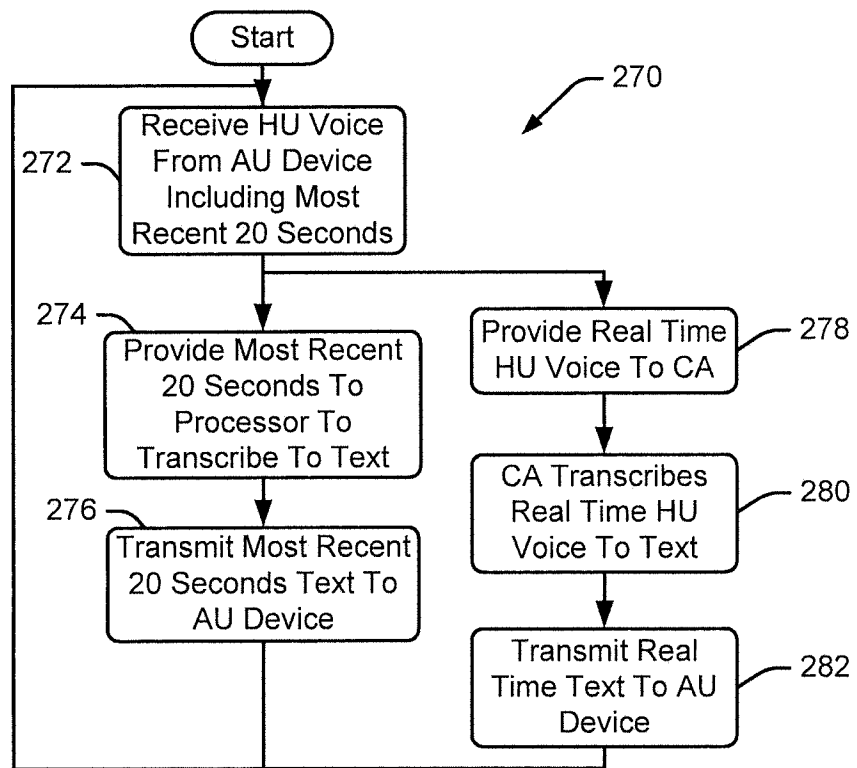 Start
270
272
Receive HU Voice
From AU Device
Including Most
Recent 20 Seconds
274
Provide Most Recent
20 Seconds To
Processor To
Transcribe To Text
276
Transmit Most Recent
20 Seconds Text To
AU Device
Provide Real Time
HU Voice To CA
278
CA Transcribes
Real Time HU
Voice To Text
280
Transmit Real
Time Text To AU
Device
282